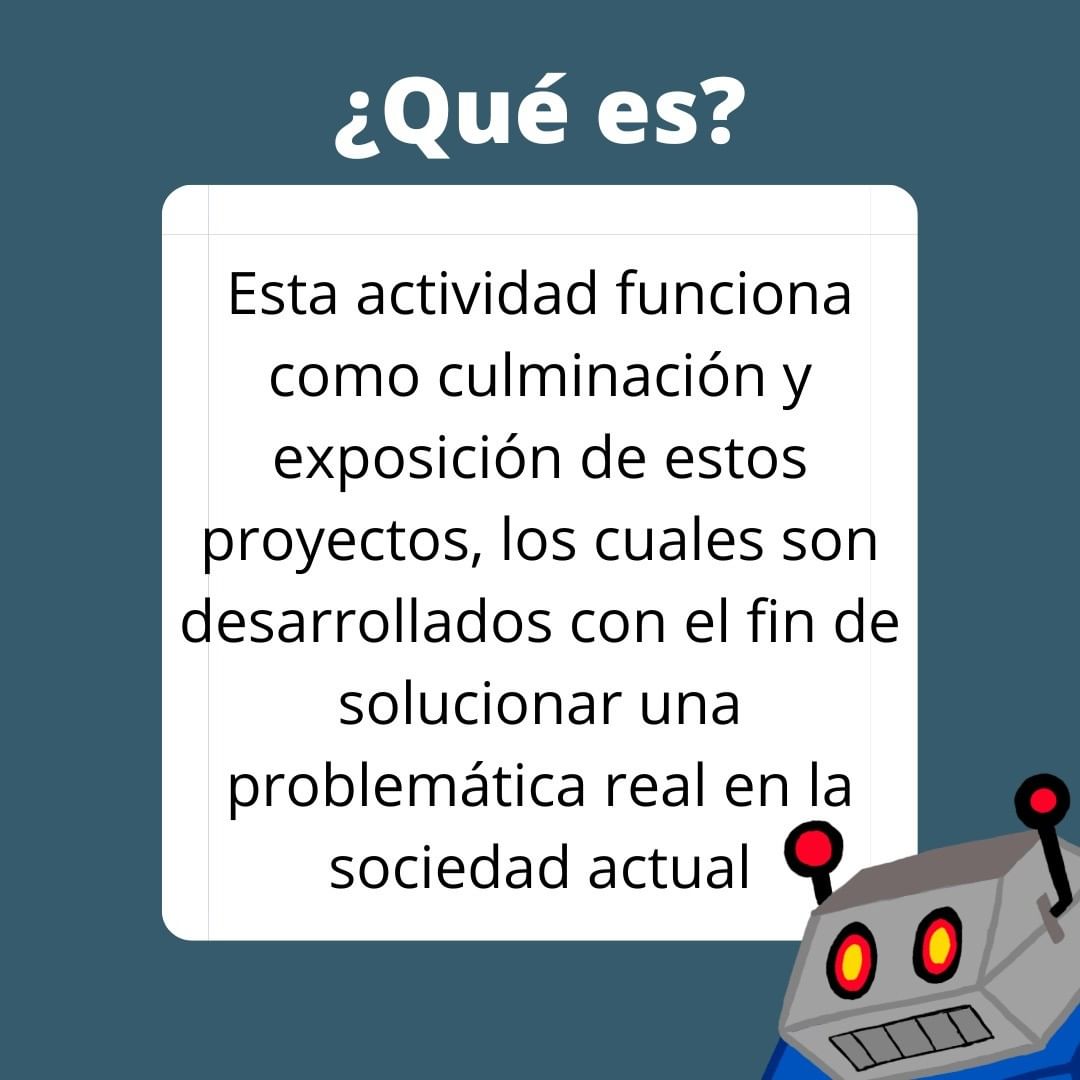 ¿Qué es?
Esta actividad funciona
como culminación y
exposición de estos
proyectos, los cuales son
desarrollados con el fin de
solucionar una
problemática real en la
sociedad actual